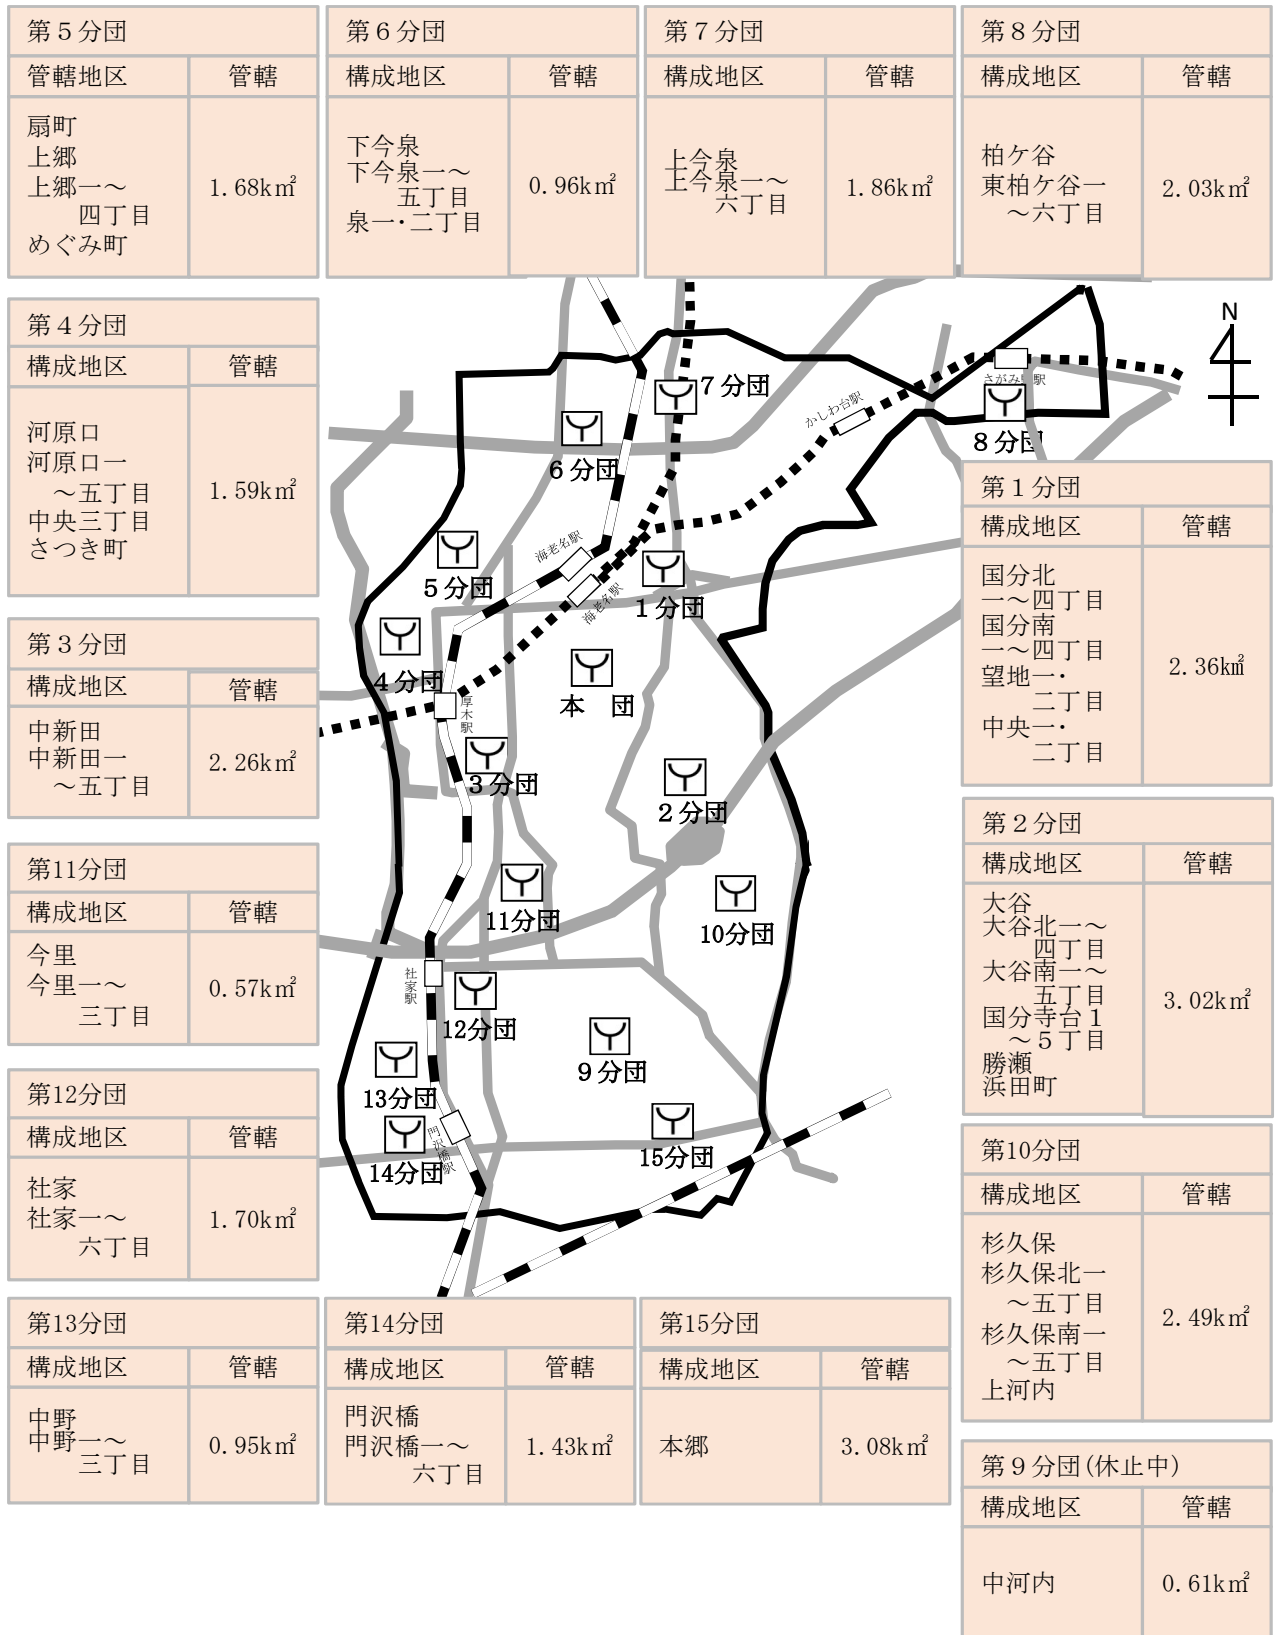 第５分団
管轄地区 管轄
扇町
上郷
上郷一～
四丁目
めぐみ町
1.68k㎡
第６分団
構成地区 管轄
下今泉
下今泉一～
五丁目
泉一･二丁目
0.96k㎡
第７分団
構成地区 管轄
上今泉
上今泉一～
六丁目
1.86k㎡
第８分団
構成地区 管轄
柏ケ谷
東柏ケ谷一
～六丁目
2.03k㎡
第４分団
構成地区 管轄
河原口
河原口一
～五丁目
中央三丁目
さつき町
1.59k㎡
第３分団
構成地区 管轄
中新田
中新田一
～五丁目
2.26k㎡
第11分団
構成地区 管轄
今里
今里一～
三丁目
0.57k㎡
第12分団
構成地区 管轄
社家
社家一～
六丁目
1.70k㎡
第13分団
構成地区 管轄
中野
中野一～
三丁目
0.95k㎡
第14分団
構成地区 管轄
門沢橋
門沢橋一～
六丁目
1.43k㎡
第15分団
構成地区 管轄
本郷
3.08k㎡
N
７分団
かしわ台駅
８分団
６分団
海老名駅
５分団
海老名駅
１分団
４分団
厚木駅
本　団
３分団
２分団
11分団
10分団
社家駅
12分団
９分団
13分団
門沢橋駅
14分団
15分団
第１分団
構成地区 管轄
国分北
一～四丁目
国分南
一～四丁目
望地一･
二丁目
中央一･
二丁目
2.36k㎡
第２分団
構成地区 管轄
大谷
大谷北一～
四丁目
大谷南一～
五丁目
国分寺台１
～５丁目
勝瀬
浜田町
3.02k㎡
第10分団
構成地区 管轄
杉久保
杉久保北一
～五丁目
杉久保南一
～五丁目
上河内
2.49k㎡
第９分団(休止中)
構成地区 管轄
中河内
0.61k㎡